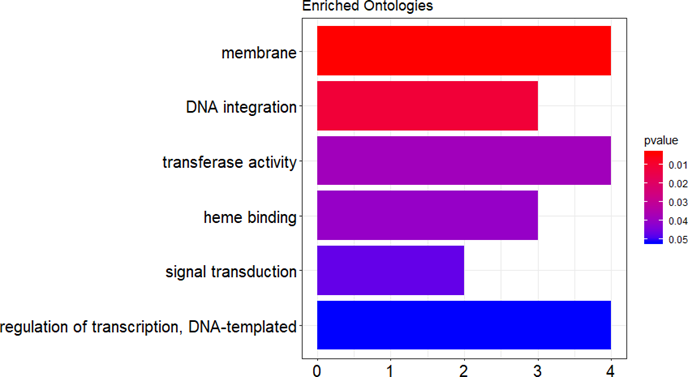 Enriched Ontologies
membrane
DNA integration
transferase activity
heme binding
signal transduction
regulation of transcription, DNA-templated
0 1 2 3 4
pvalue
0.01
0.02
0.03
0.04
0.05